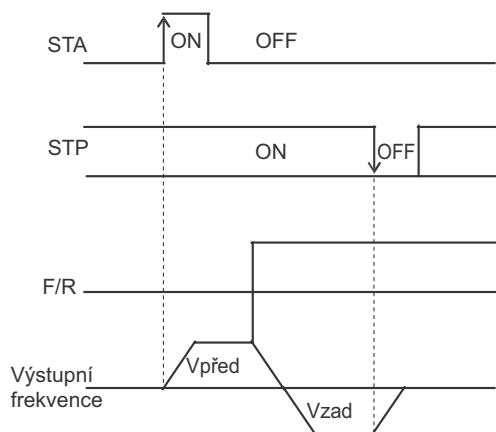 STA ON OFF
STP ON OFF
F/R
Vpřed
Výstupní
frekvence
Vzad